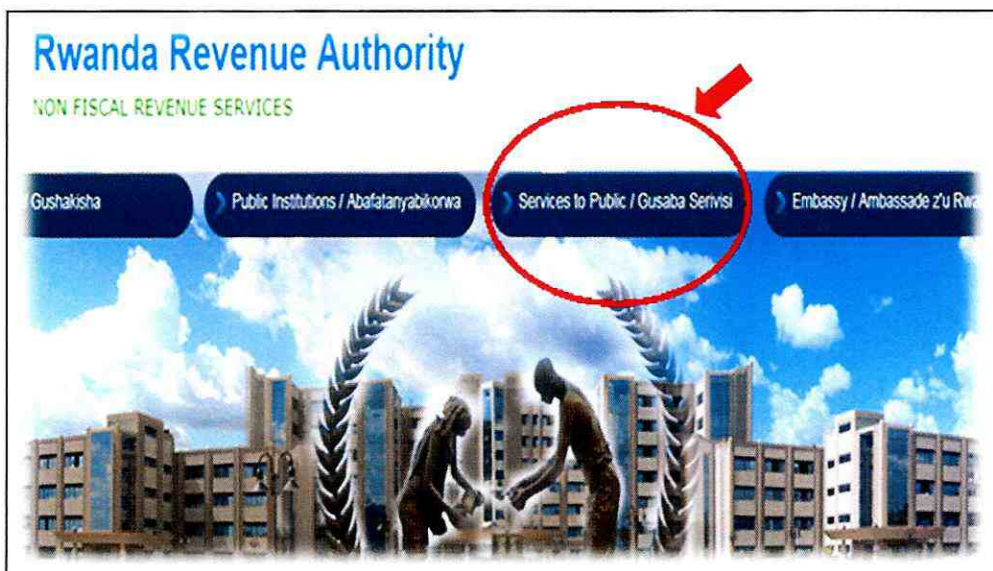 Rwanda Revenue Authority
NON FISCAL REVENUE SERVICES
Gushakisha
Public Institutions / Abafatanyabikorwa
Services to Public / Gusaba Serivisi
Embassy / Ambassade z'u Rwa